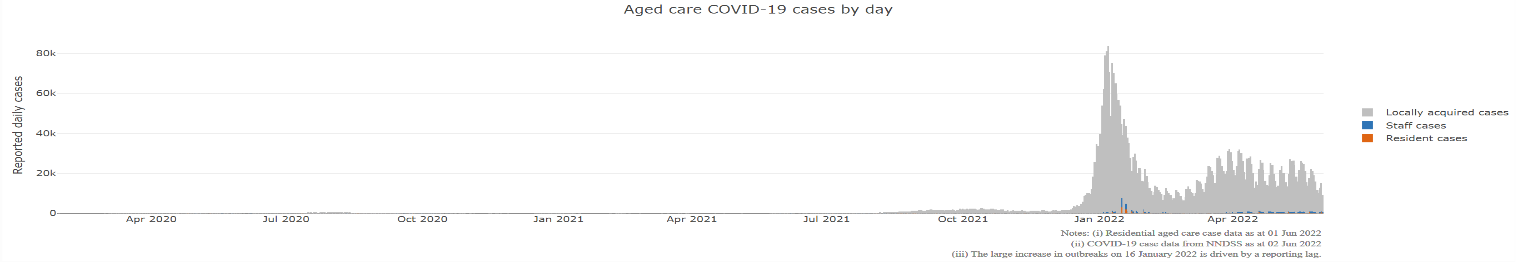 Aged care COVID-19 cases by day
Reported daily cases
80k
60k
40k
20k
0
Apr 2020
Jul 2020
Oct 2020
Jan 2021
Apr 2021
Jul 2021
Oct 2021
Jan 2022
Apr 2022
Locally acquired cases
Staff cases
Resident cases
Notes: (i) Residential aged care case data as at 01 Jun 2022
(ii) COVID-19 case data from NNDSS as at 02 Jun 2022
(iii) The large increase in outbreaks on 16 January 2022 is driven by a reporting lag.